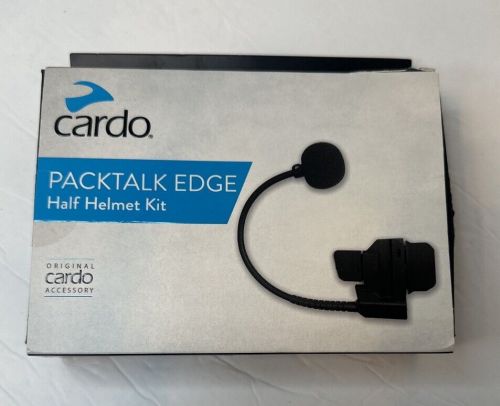 cardo®
PACKTALK EDGE
Half Helmet Kit
ORIGINAL
cardo
ACCESSORY